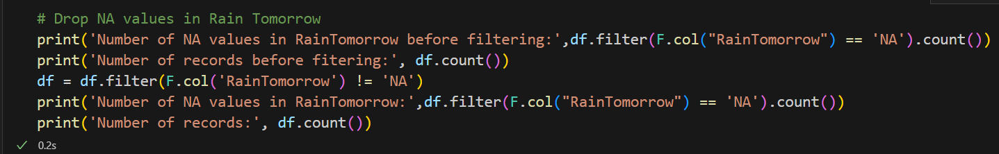 # Drop NA values in Rain Tomorrow
print('Number of NA values in RainTomorrow before filtering:',df.filter(F.col("RainTomorrow") == 'NA').count())
print('Number of records before fitering:', df.count())
df = df.filter(F.col('RainTomorrow') != 'NA')
print('Number of NA values in RainTomorrow:',df.filter(F.col("RainTomorrow") == 'NA').count())
print('Number of records:', df.count())
0.2s